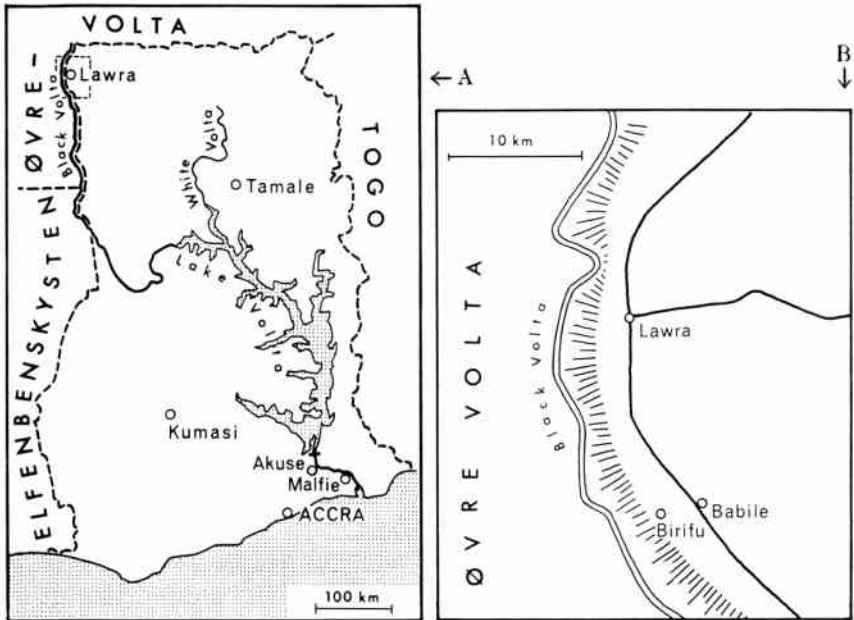 VOLTA
ØVRE-
Lawra
Black Volta
White Volta
Tamale
TOGO
ELFENBENSKYSTEN
Lake Volta
Kumasi
Akuse
Malfie
ACCRA
100 km
← A
B
↓
10 km
ØVRE VOLTA
Black Volta
Lawra
Babile
Birifu